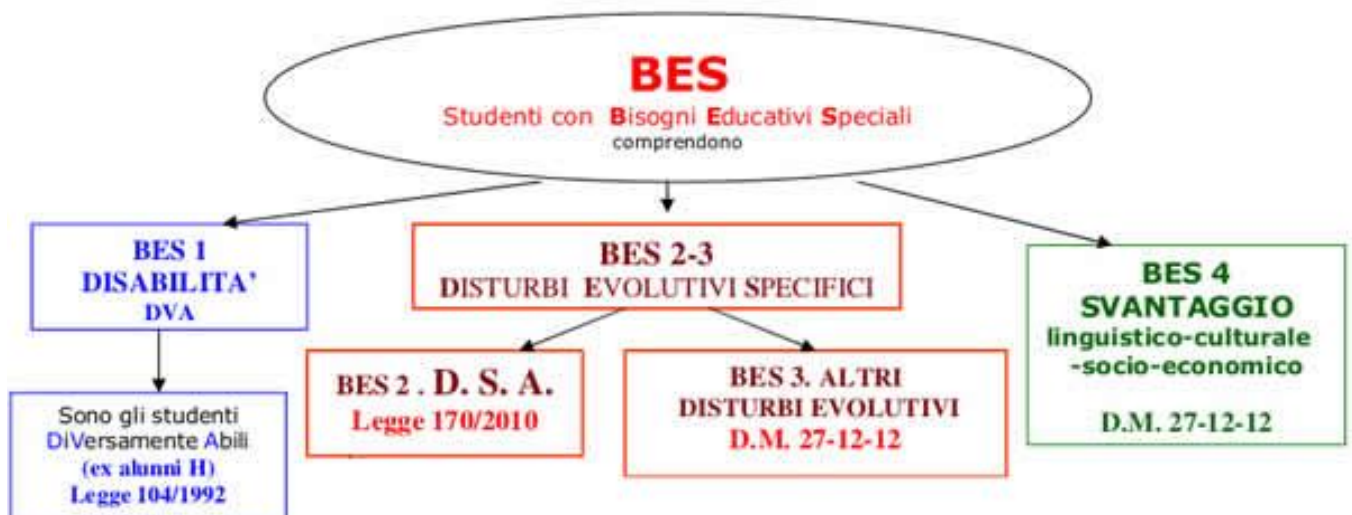 BES
Studenti con Bisogni Educativi Speciali
comprendono
BES 1
DISABILITA'
DVA
Sono gli studenti
DiVersamente Abili
(ex alunni H)
Legge 104/1992
BES 2-3
DISTURBI EVOLUTIVI SPECIFICI
BES 2 . D. S. A.
Legge 170/2010
BES 3. ALTRI
DISTURBI EVOLUTIVI
D.M. 27-12-12
BES 4
SVANTAGGIO
linguistico-culturale
-socio-economico
D.M. 27-12-12